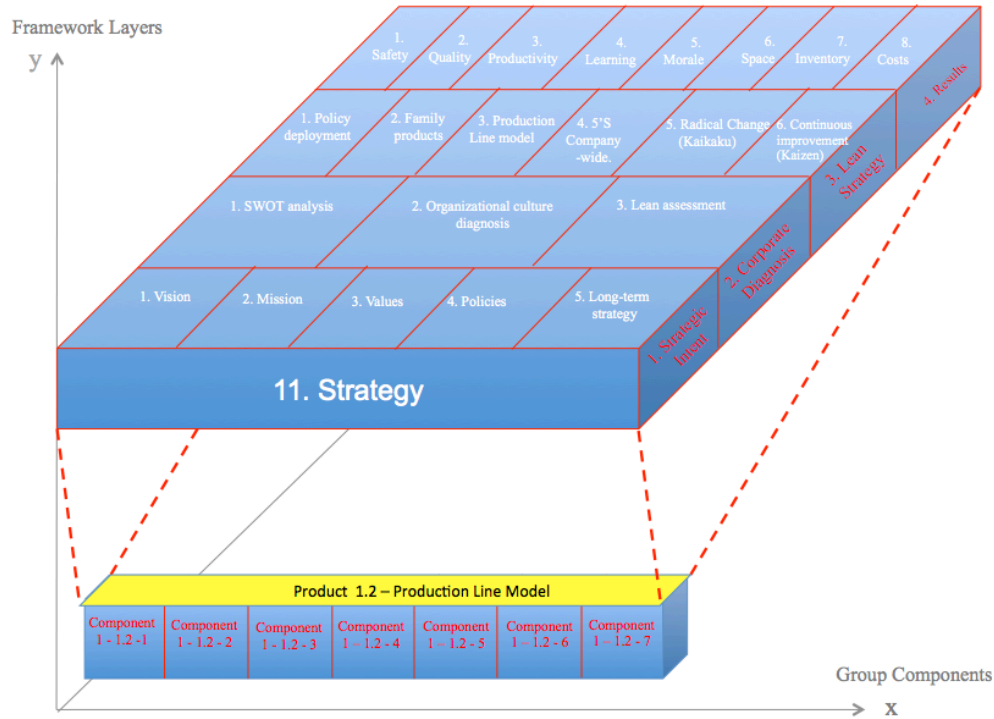 Framework Layers
y
1. Safety
2. Quality
3. Productivity
4. Learning
5. Morale
6. Space
7. Inventory
8. Costs
4. Results
1. Policy
deployment
2. Family
products
3. Production
Line model
4. 5'S
Company
-wide.
5. Radical Change
(Kaikaku)
6. Continuous
improvement
(Kaizen)
3. Lean
Strategy
1. SWOT analysis
2. Organizational culture
diagnosis
3. Lean assessment
2. Corporate
Diagnosis
1. Vision
2. Mission
3. Values
4. Policies
5. Long-term
strategy
1. Strategic
Intent
11. Strategy
Product 1.2 – Production Line Model
Component
1 - 1.2 -1
Component
1 - 1.2 - 2
Component
1 - 1.2 - 3
Component
1 – 1.2 - 4
Component
1 – 1.2 - 5
Component
1 – 1.2 - 6
Component
1 – 1.2 - 7
Group Components
x